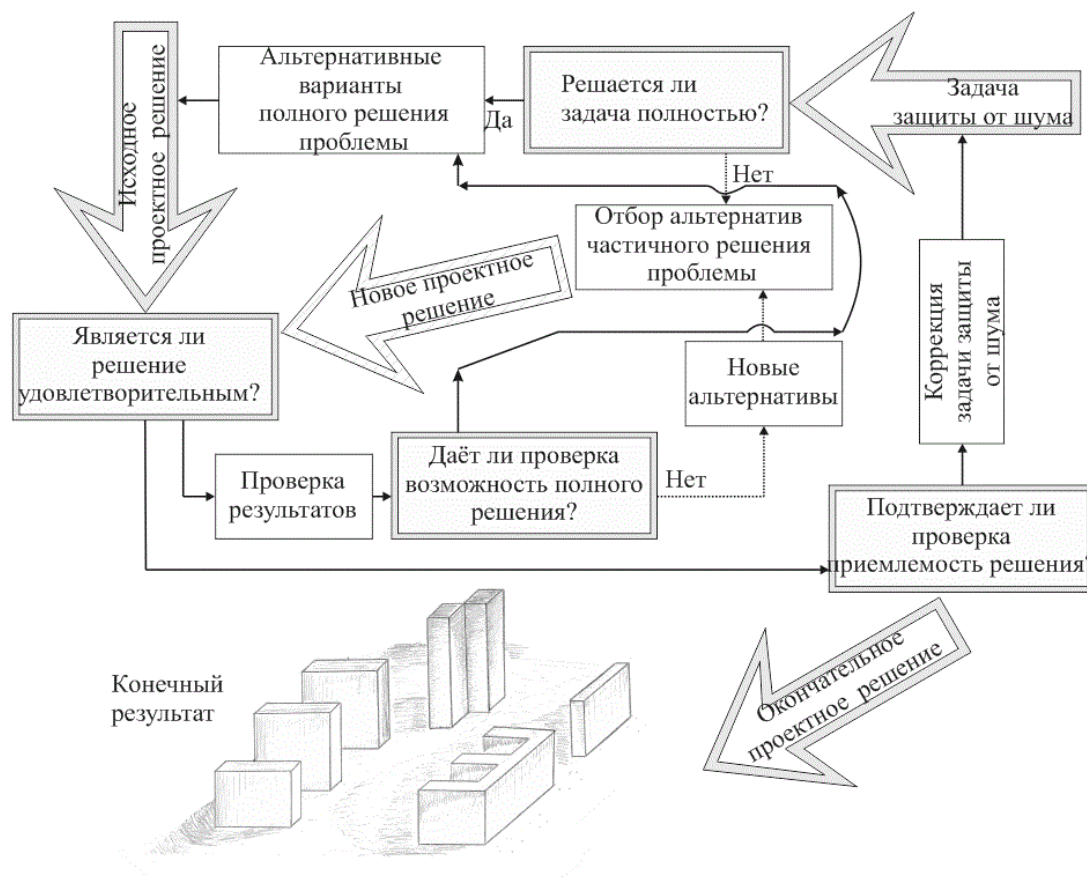 Альтернативные
варианты
полного решения
проблемы
Решается ли
задача полностью?
Задача
защиты от шума
Да
Нет
Исходное
проектное решение
Отбор альтернатив
частичного решения
проблемы
Новое проектное
решение
Коррекция
задачи защиты
от шума
Является ли
решение
удовлетворительным?
Новые
альтернативы
Проверка
результатов
Даёт ли проверка
возможность полного
решения?
Нет
Подтверждает ли
проверка
приемлемость решения?
Окончательное
проектное решение
Конечный
результат